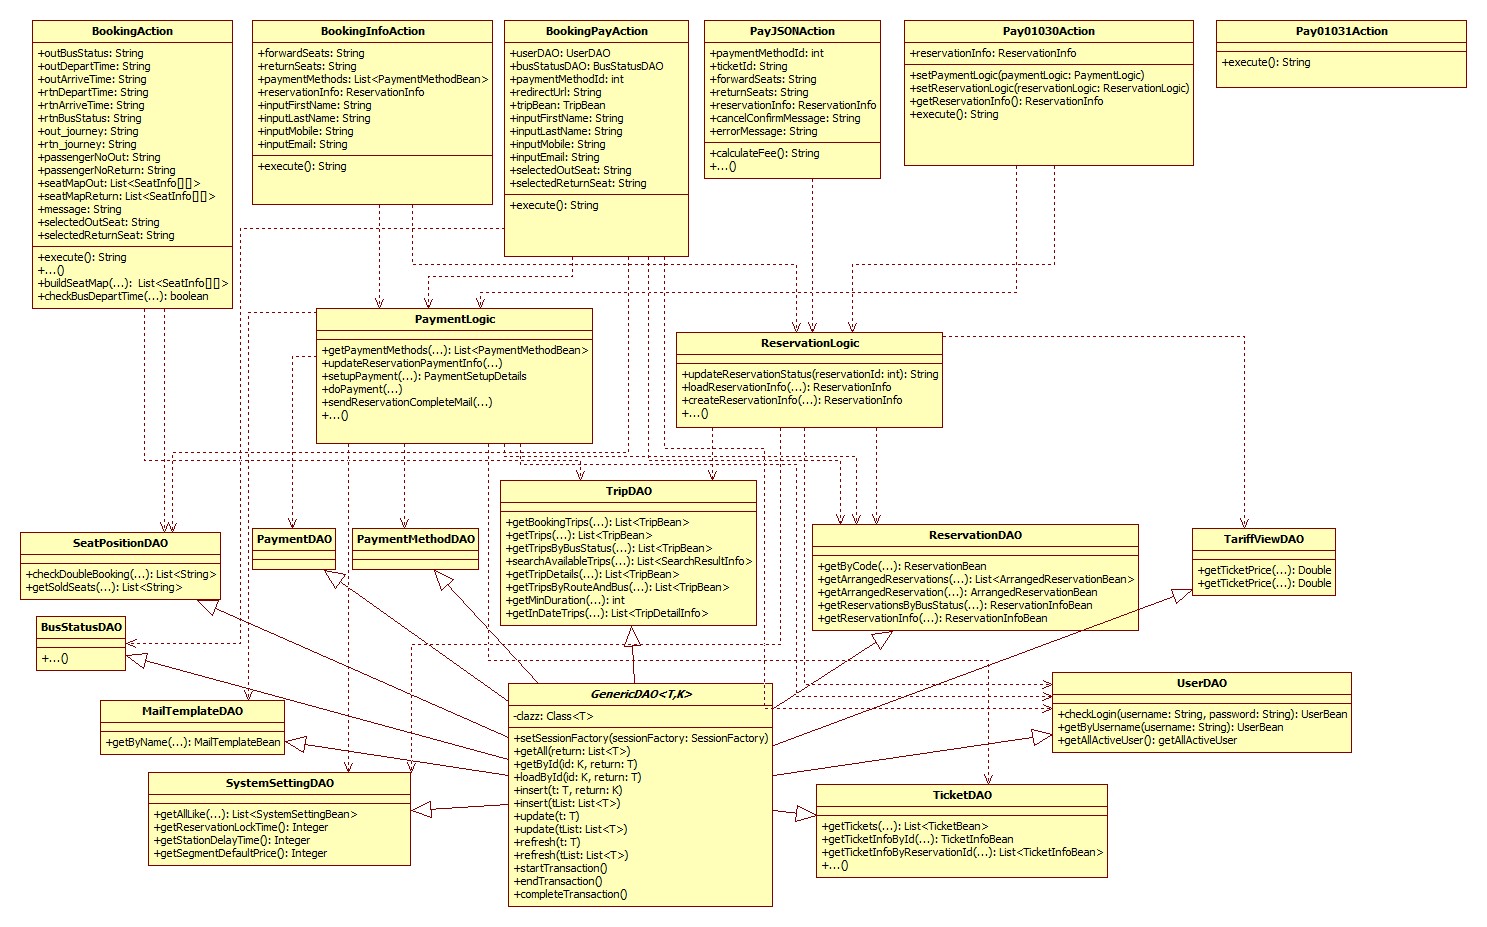 BookingAction
+outBusStatus: String
+outDepartTime: String
+outArriveTime: String
+rtnDepartTime: String
+rtnArriveTime: String
+rtnBusStatus: String
+out_journey: String
+rtn_journey: String
+passengerNoOut: String
+passengerNoReturn: String
+seatMapOut: List<SeatInfo[][]>
+seatMapReturn: List<SeatInfo[][]>
+message: String
+selectedOutSeat: String
+selectedReturnSeat: String
+execute(): String
+...()
+buildSeatMap(...): List<SeatInfo[][]>
+checkBusDepartTime(...): boolean
BookingInfoAction
+forwardSeats: String
+returnSeats: String
+paymentMethods: List<PaymentMethodBean>
+reservationInfo: ReservationInfo
+inputFirstName: String
+inputLastName: String
+inputMobile: String
+inputEmail: String
+execute(): String
BookingPayAction
+userDAO: UserDAO
+busStatusDAO: BusStatusDAO
+paymentMethodId: int
+redirectUrl: String
+tripBean: TripBean
+inputFirstName: String
+inputLastName: String
+inputMobile: String
+inputEmail: String
+selectedOutSeat: String
+selectedReturnSeat: String
+execute(): String
PayJSONAction
+paymentMethodId: int
+ticketId: String
+forwardSeats: String
+returnSeats: String
+reservationInfo: ReservationInfo
+cancelConfirmMessage: String
+errorMessage: String
+calculateFee(): String
+...()
Pay01030Action
+reservationInfo: ReservationInfo
+setPaymentLogic(paymentLogic: PaymentLogic)
+setReservationLogic(reservationLogic: ReservationLogic)
+getReservationInfo(): ReservationInfo
+execute(): String
Pay01031Action
+execute(): String
PaymentLogic
+getPaymentMethods(...): List<PaymentMethodBean>
+updateReservationPaymentInfo(...)
+setupPayment(...): PaymentSetupDetails
+doPayment(...)
+sendReservationCompleteMail(...)
+...()
ReservationLogic
+updateReservationStatus(reservationId: int): String
+loadReservationInfo(...): ReservationInfo
+createReservationInfo(...): ReservationInfo
+...()
SeatPositionDAO
+checkDoubleBooking(...): List<String>
+getSoldSeats(...): List<String>
PaymentDAO
PaymentMethodDAO
TripDAO
+getBookingTrips(...): List<TripBean>
+getTrips(...): List<TripBean>
+getTripsByBusStatus(...): List<TripBean>
+searchAvailableTrips(...): List<SearchResultInfo>
+getTripDetails(...): List<TripBean>
+getTripsByRouteAndBus(...): List<TripBean>
+getMinDuration(...): int
+getInDateTrips(...): List<TripDetailInfo>
ReservationDAO
+getByCode(...): ReservationBean
+getArrangedReservations(...): List<ArrangedReservationBean>
+getArrangedReservation(...): ArrangedReservationBean
+getReservationsByBusStatus(...): ReservationInfoBean
+getReservationInfo(...): ReservationInfoBean
TariffViewDAO
+getTicketPrice(...): Double
+getTicketPrice(...): Double
BusStatusDAO
+...()
MailTemplateDAO
+getByName(...): MailTemplateBean
SystemSettingDAO
+getAllLike(...): List<SystemSettingBean>
+getReservationLockTime(): Integer
+getStationDelayTime(): Integer
+getSegmentDefaultPrice(): Integer
GenericDAO<T,K>
-clazz: Class<T>
+setSessionFactory(sessionFactory: SessionFactory)
+getAll(return: List<T>)
+getById(id: K, return: T)
+loadById(id: K, return: T)
+insert(t: T, return: K)
+insert(tList: List<T>)
+update(t: T)
+update(tList: List<T>)
+refresh(t: T)
+refresh(tList: List<T>)
+startTransaction()
+endTransaction()
+completeTransaction()
UserDAO
+checkLogin(username: String, password: String): UserBean
+getByUsername(username: String): UserBean
+getAllActiveUser(): getAllActiveUser
TicketDAO
+getTickets(...): List<TicketBean>
+getTicketInfoById(...): TicketInfoBean
+getTicketInfoByReservationId(...): List<TicketInfoBean>
+...()